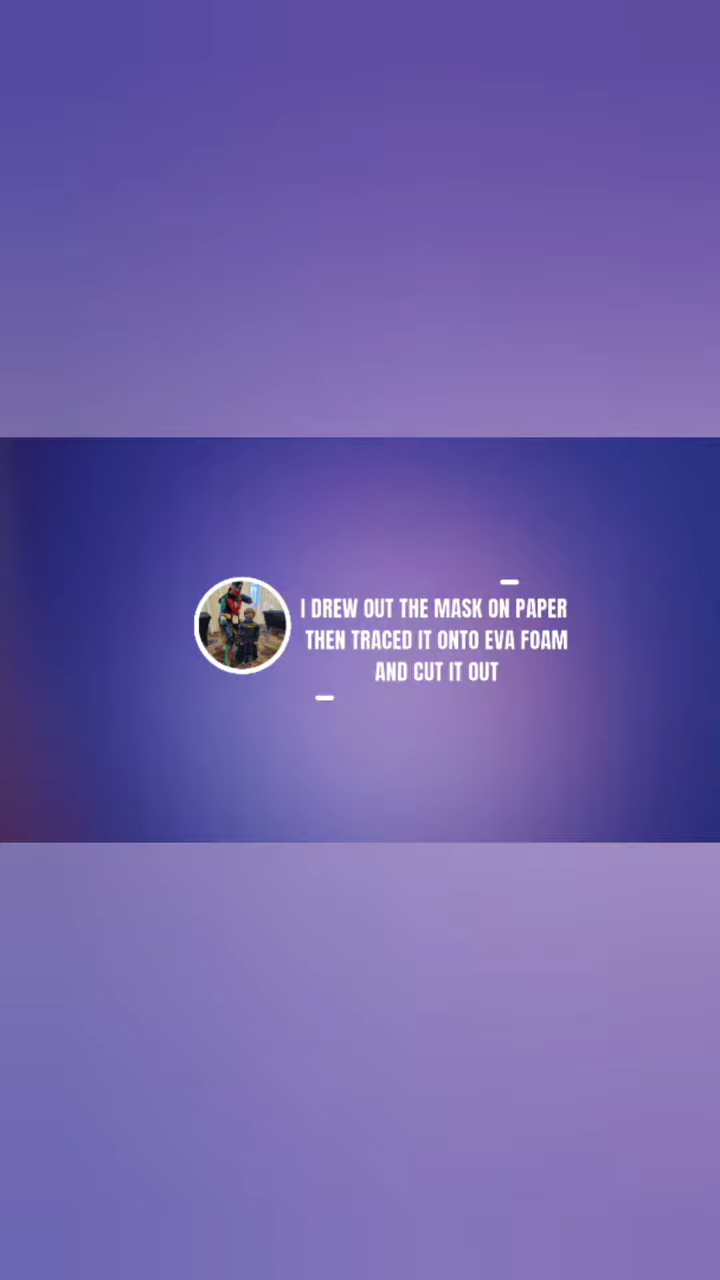 I DREW OUT THE MASK ON PAPER
THEN TRACED IT ONTO EVA FOAM
AND CUT IT OUT